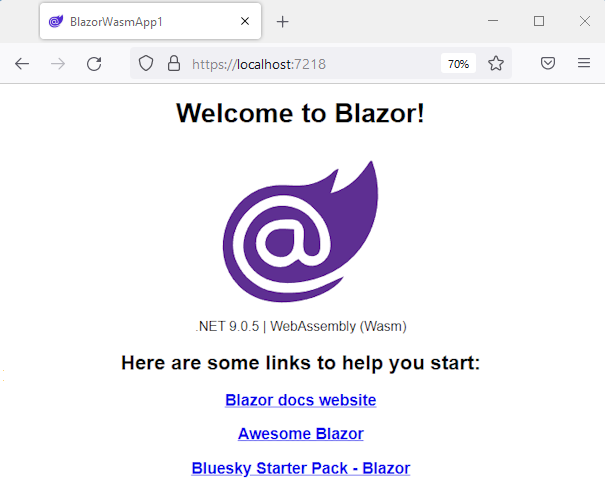 BlazorWasmApp1
https://localhost:7218
70%
Welcome to Blazor!
@
.NET 9.0.5 | WebAssembly (Wasm)
Here are some links to help you start:
Blazor docs website
Awesome Blazor
Bluesky Starter Pack - Blazor